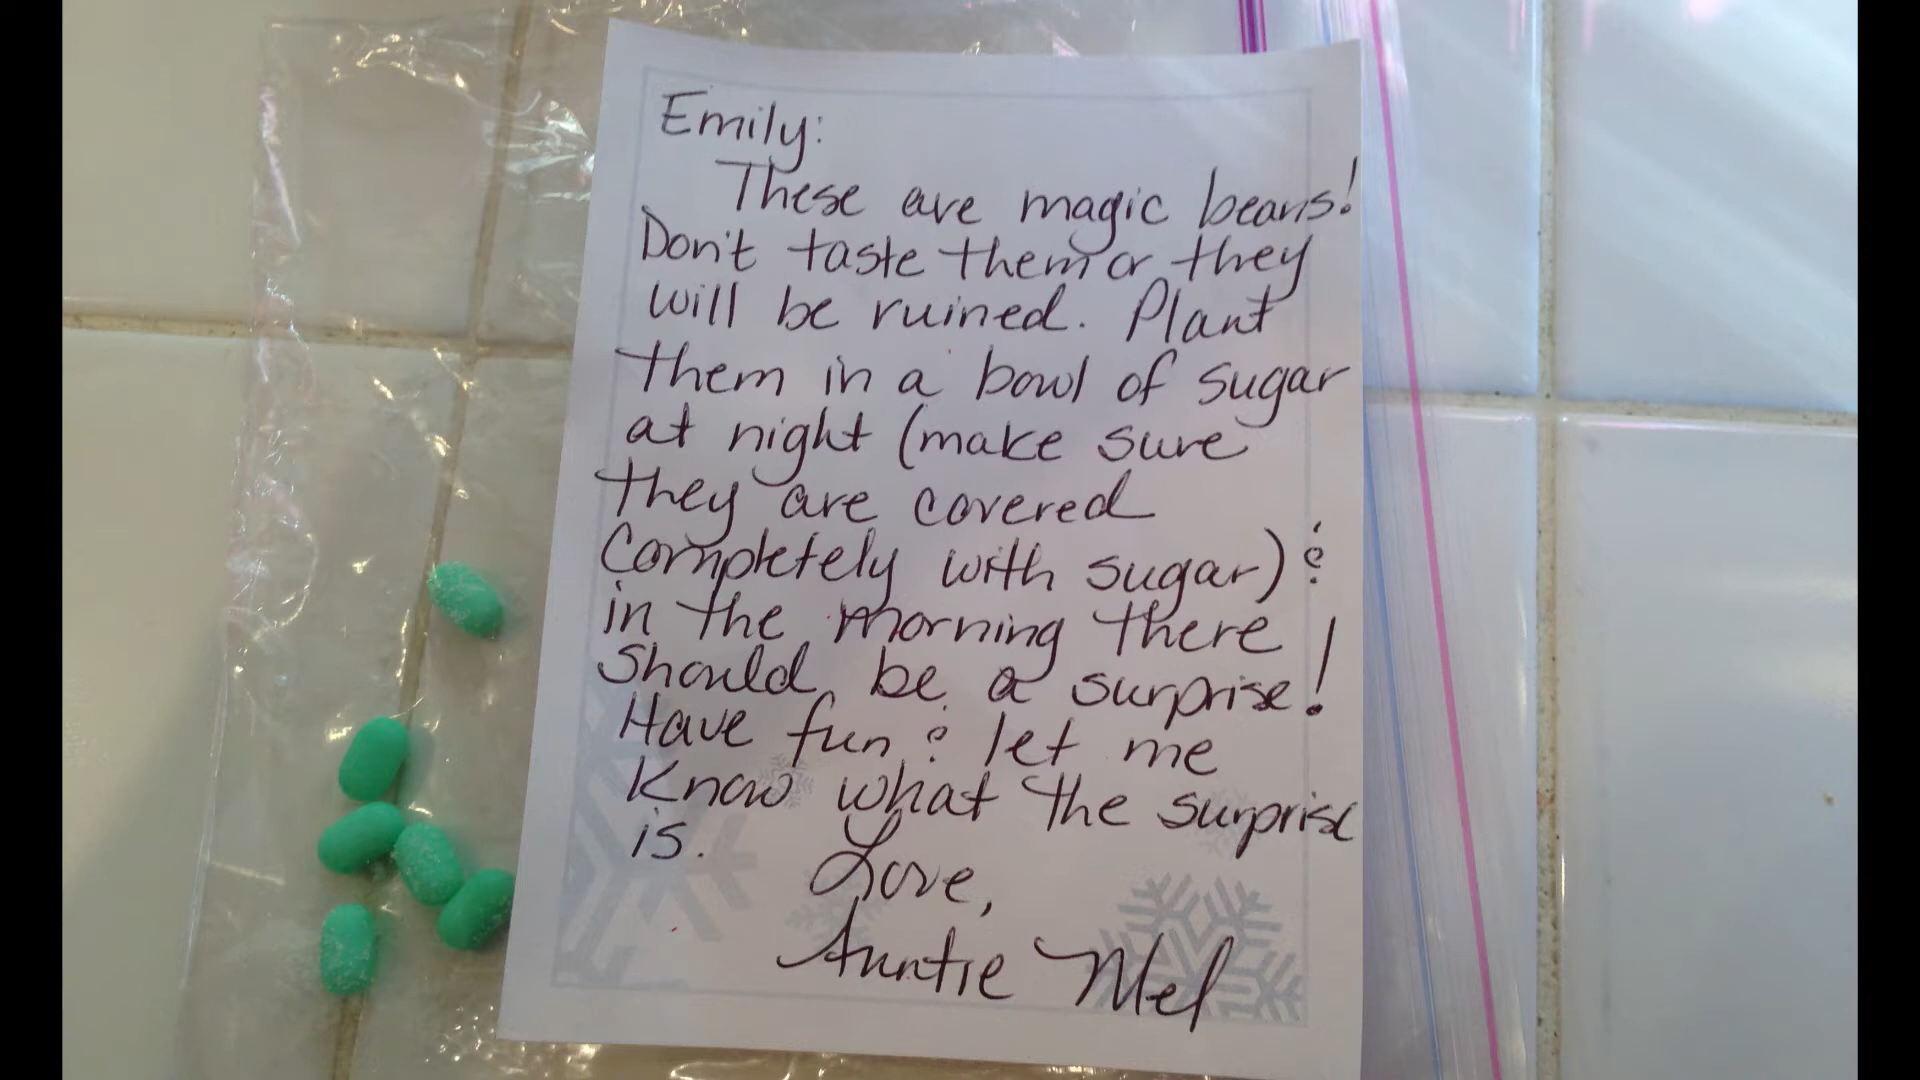 Emily:
These are magic beans!
Don't taste them or they
will be ruined. Plant
them in a bowl of sugar
at night (make sure
they are covered
completely with sugar) &
in the morning there
should be a surprise!
Have fun & let me
know what the surprise
is.
Love,
Auntie Mel